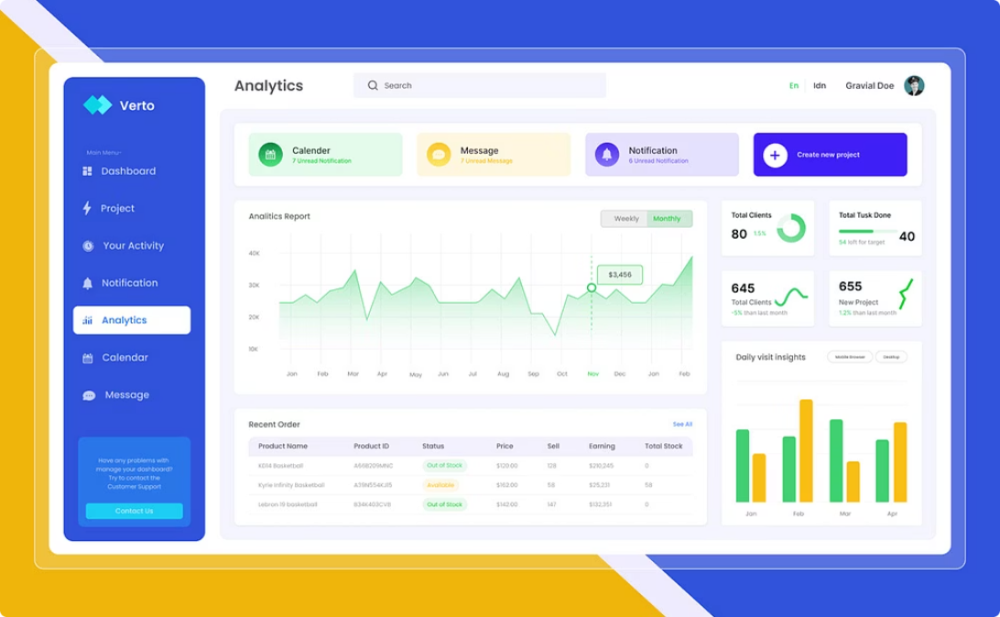 Verto
Main Menu
Dashboard
Project
Your Activity
Notification
Analytics
Calendar
Message
Have any problems with
manage your dashboard?
Try to contact the
Customer Support
Contact Us
Analytics
Search
En
Idn
Gravial Doe
Calender
7 Unread Notification
Message
7 Unread Message
Notification
6 Unread Notification
Create new project
Analitics Report
Weekly
Monthly
40K
30K
20K
10K
$3,456
Jan Feb Mar Apr May Jun Jul Aug Sep Oct Nov Dec Jan Feb
Total Clients
80 1.5%
Total Tusk Done
54 left for target
40
645
Total Clients
-5% than last month
655
New Project
1.2% than last month
Recent Order
See All
Product Name Product ID Status Price Sell Earning Total Stock
KD14 Basketball Out of Stock $120.00 0
Kyrie Infinity Basketball Available $162.00 58 $25,231 58
Lebron 19 basketball Out of Stock $142.00 147 $132,351 0
Daily visit insights
Mobile Browser
Desktop
Jan Feb Mar Apr